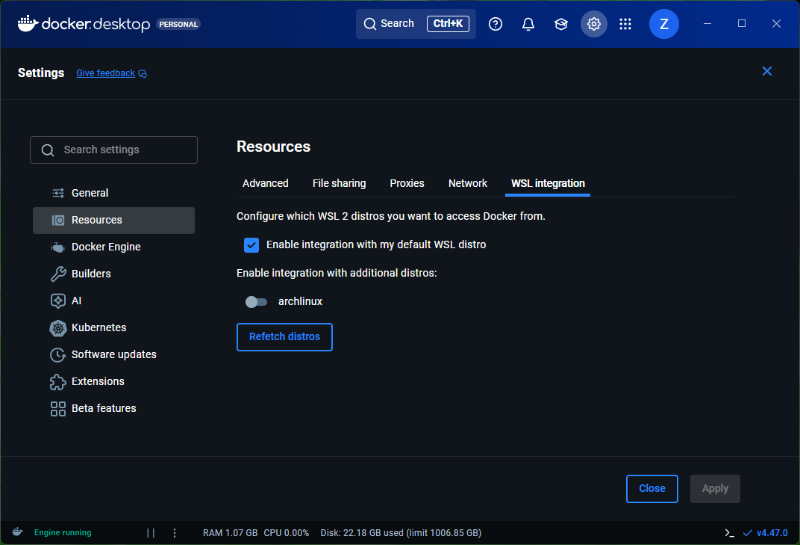 docker.desktop PERSONAL Search Ctrl+K Z
Settings Give feedback
Search settings
General
Resources
Docker Engine
Builders
AI
Kubernetes
Software updates
Extensions
Beta features
Resources
Advanced File sharing Proxies Network WSL integration
Configure which WSL 2 distros you want to access Docker from.
Enable integration with my default WSL distro
Enable integration with additional distros:
archlinux
Refetch distros
Close Apply
Engine running RAM 1.07 GB CPU 0.00% Disk: 22.18 GB used (limit 1006.85 GB) v4.47.0